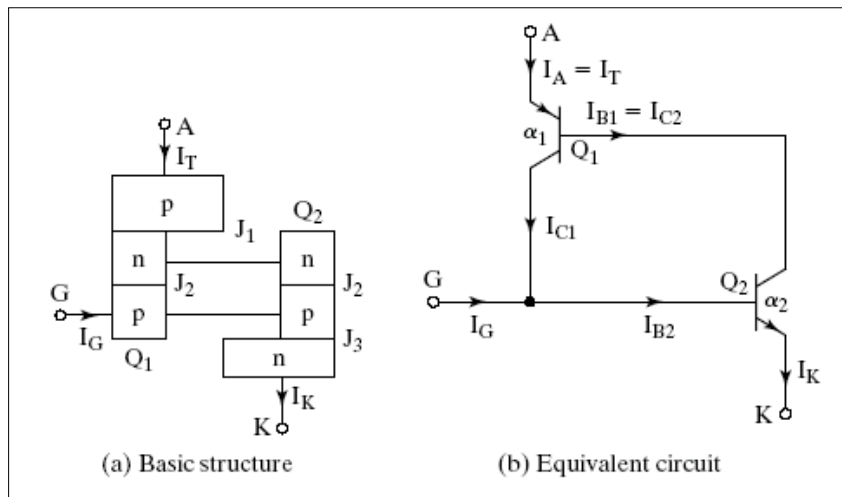 A
I_T
p
J_1
Q_2
n
n
J_2
J_2
G
I_G
p
p
Q_1
J_3
n
I_K
K
(a) Basic structure
A
I_A = I_T
I_B1 = I_C2
α_1
Q_1
I_C1
G
I_G
I_B2
Q_2
α_2
I_K
K
(b) Equivalent circuit